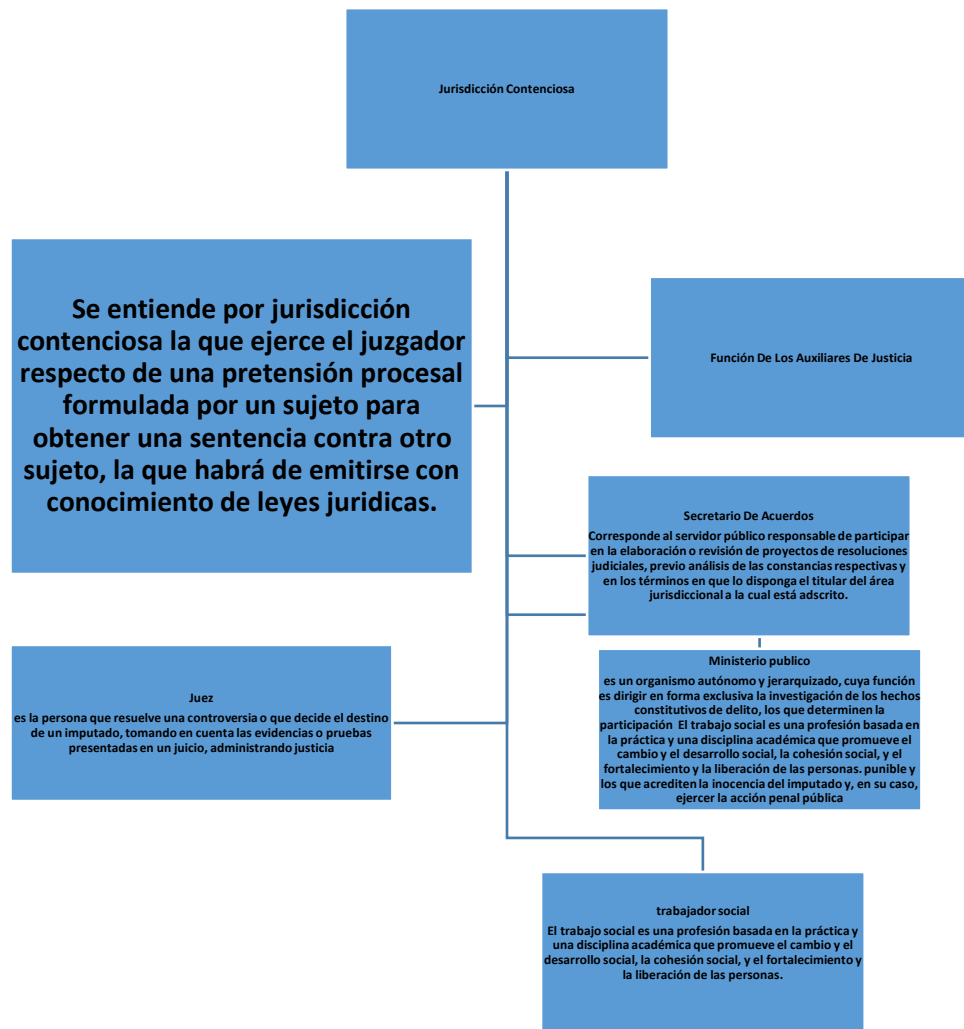 Jurisdicción Contenciosa
Se entiende por jurisdicción
contenciosa la que ejerce el juzgador
respecto de una pretensión procesal
formulada por un sujeto para
obtener una sentencia contra otro
sujeto, la que habrá de emitirse con
conocimiento de leyes juridicas.
Función De Los Auxiliares De Justicia
Secretario De Acuerdos
Corresponde al servidor público responsable de participar
en la elaboración o revisión de proyectos de resoluciones
judiciales, previo análisis de las constancias respectivas y
en los términos en que lo disponga el titular del área
jurisdiccional a la cual está adscrito.
Juez
es la persona que resuelve una controversia o que decide el destino
de un imputado, tomando en cuenta las evidencias o pruebas
presentadas en un juicio, administrando justicia
Ministerio publico
es un organismo autónomo y jerarquizado, cuya función
es dirigir en forma exclusiva la investigación de los hechos
constitutivos de delito, los que determinen la
participación El trabajo social es una profesión basada en
la práctica y una disciplina académica que promueve el
cambio y el desarrollo social, la cohesión social, y el
fortalecimiento y la liberación de las personas. punible y
los que acrediten la inocencia del imputado y, en su caso,
ejercer la acción penal pública
trabajador social
El trabajo social es una profesión basada en la práctica y
una disciplina académica que promueve el cambio y el
desarrollo social, la cohesión social, y el fortalecimiento y
la liberación de las personas.